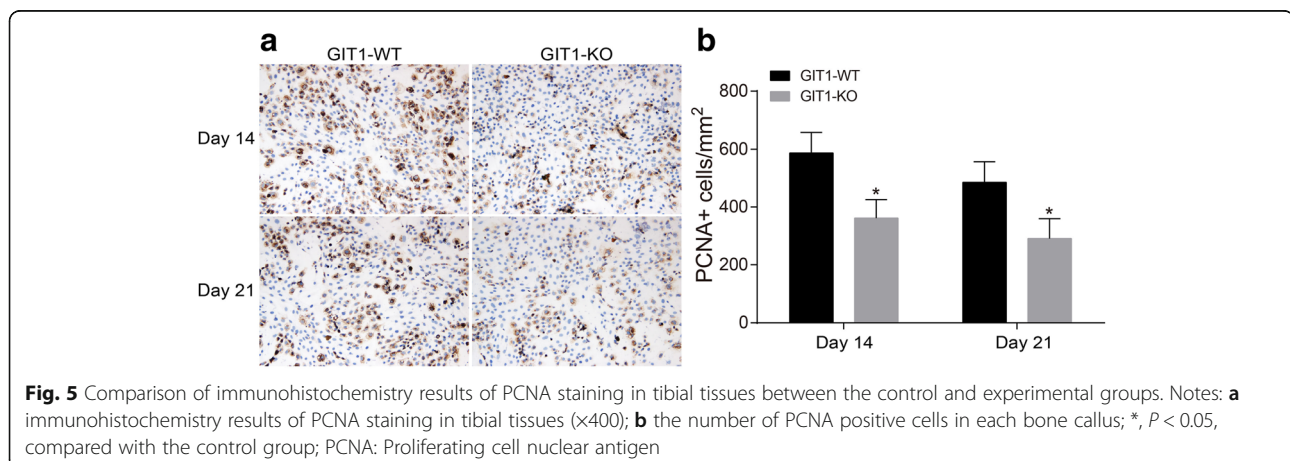 a
GIT1-WT GIT1-KO
Day 14
Day 21
b
GIT1-WT
GIT1-KO
PCNA+ cells/mm²
800
600
400
200
0
*
*
Day 14 Day 21
Fig. 5 Comparison of immunohistochemistry results of PCNA staining in tibial tissues between the control and experimental groups. Notes: a
immunohistochemistry results of PCNA staining in tibial tissues (×400); b the number of PCNA positive cells in each bone callus; *, P < 0.05,
compared with the control group; PCNA: Proliferating cell nuclear antigen